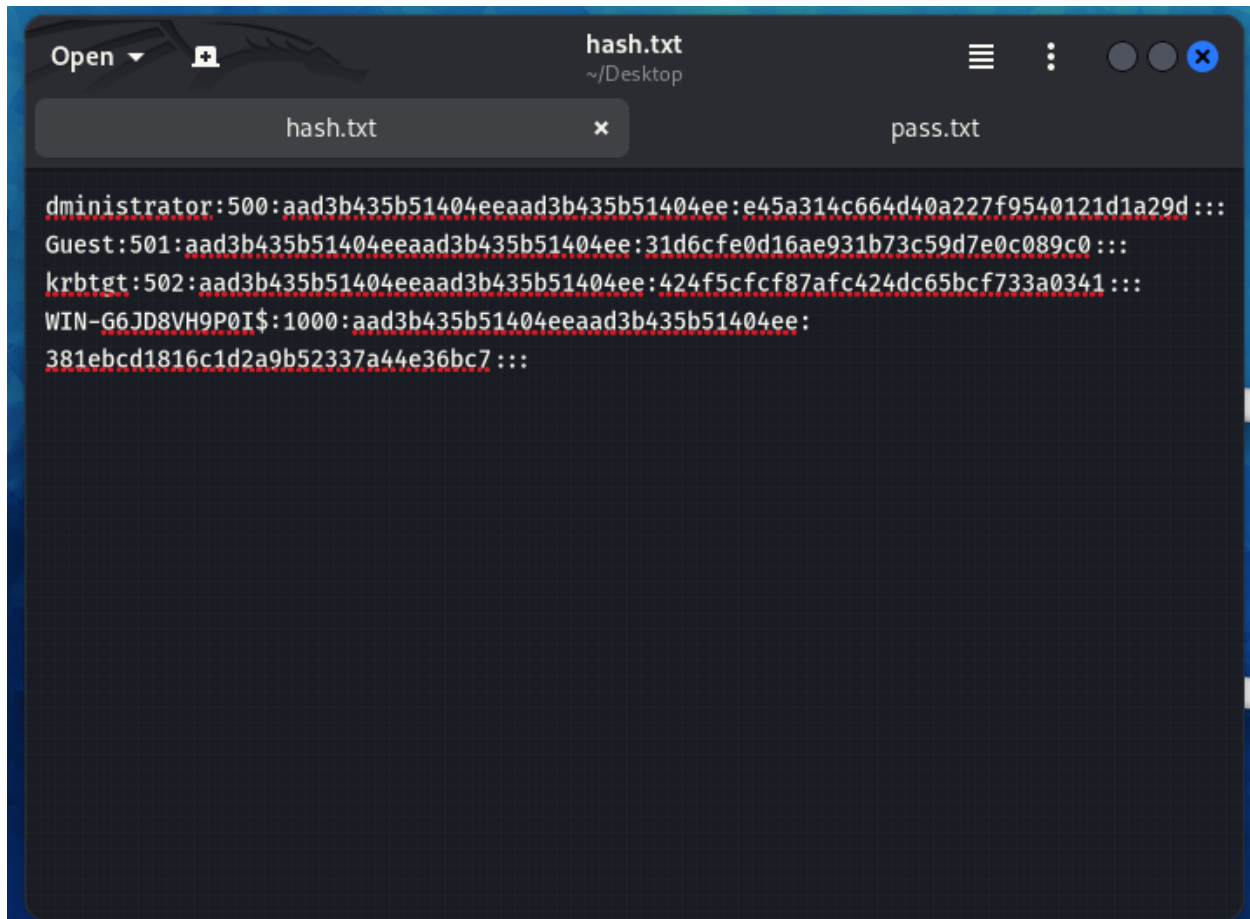 Open
hash.txt
~/Desktop
hash.txt
pass.txt
dministrator:500:aad3b435b51404eeaad3b435b51404ee:e45a314c664d40a227f9540121d1a29d:::
Guest:501:aad3b435b51404eeaad3b435b51404ee:31d6cfe0d16ae931b73c59d7e0c089c0:::
krbtgt:502:aad3b435b51404eeaad3b435b51404ee:424f5cfcf87afc424dc65bcf733a0341:::
WIN-G6JD8VH9P0I$:1000:aad3b435b51404eeaad3b435b51404ee:
381ebcd1816c1d2a9b52337a44e36bc7:::